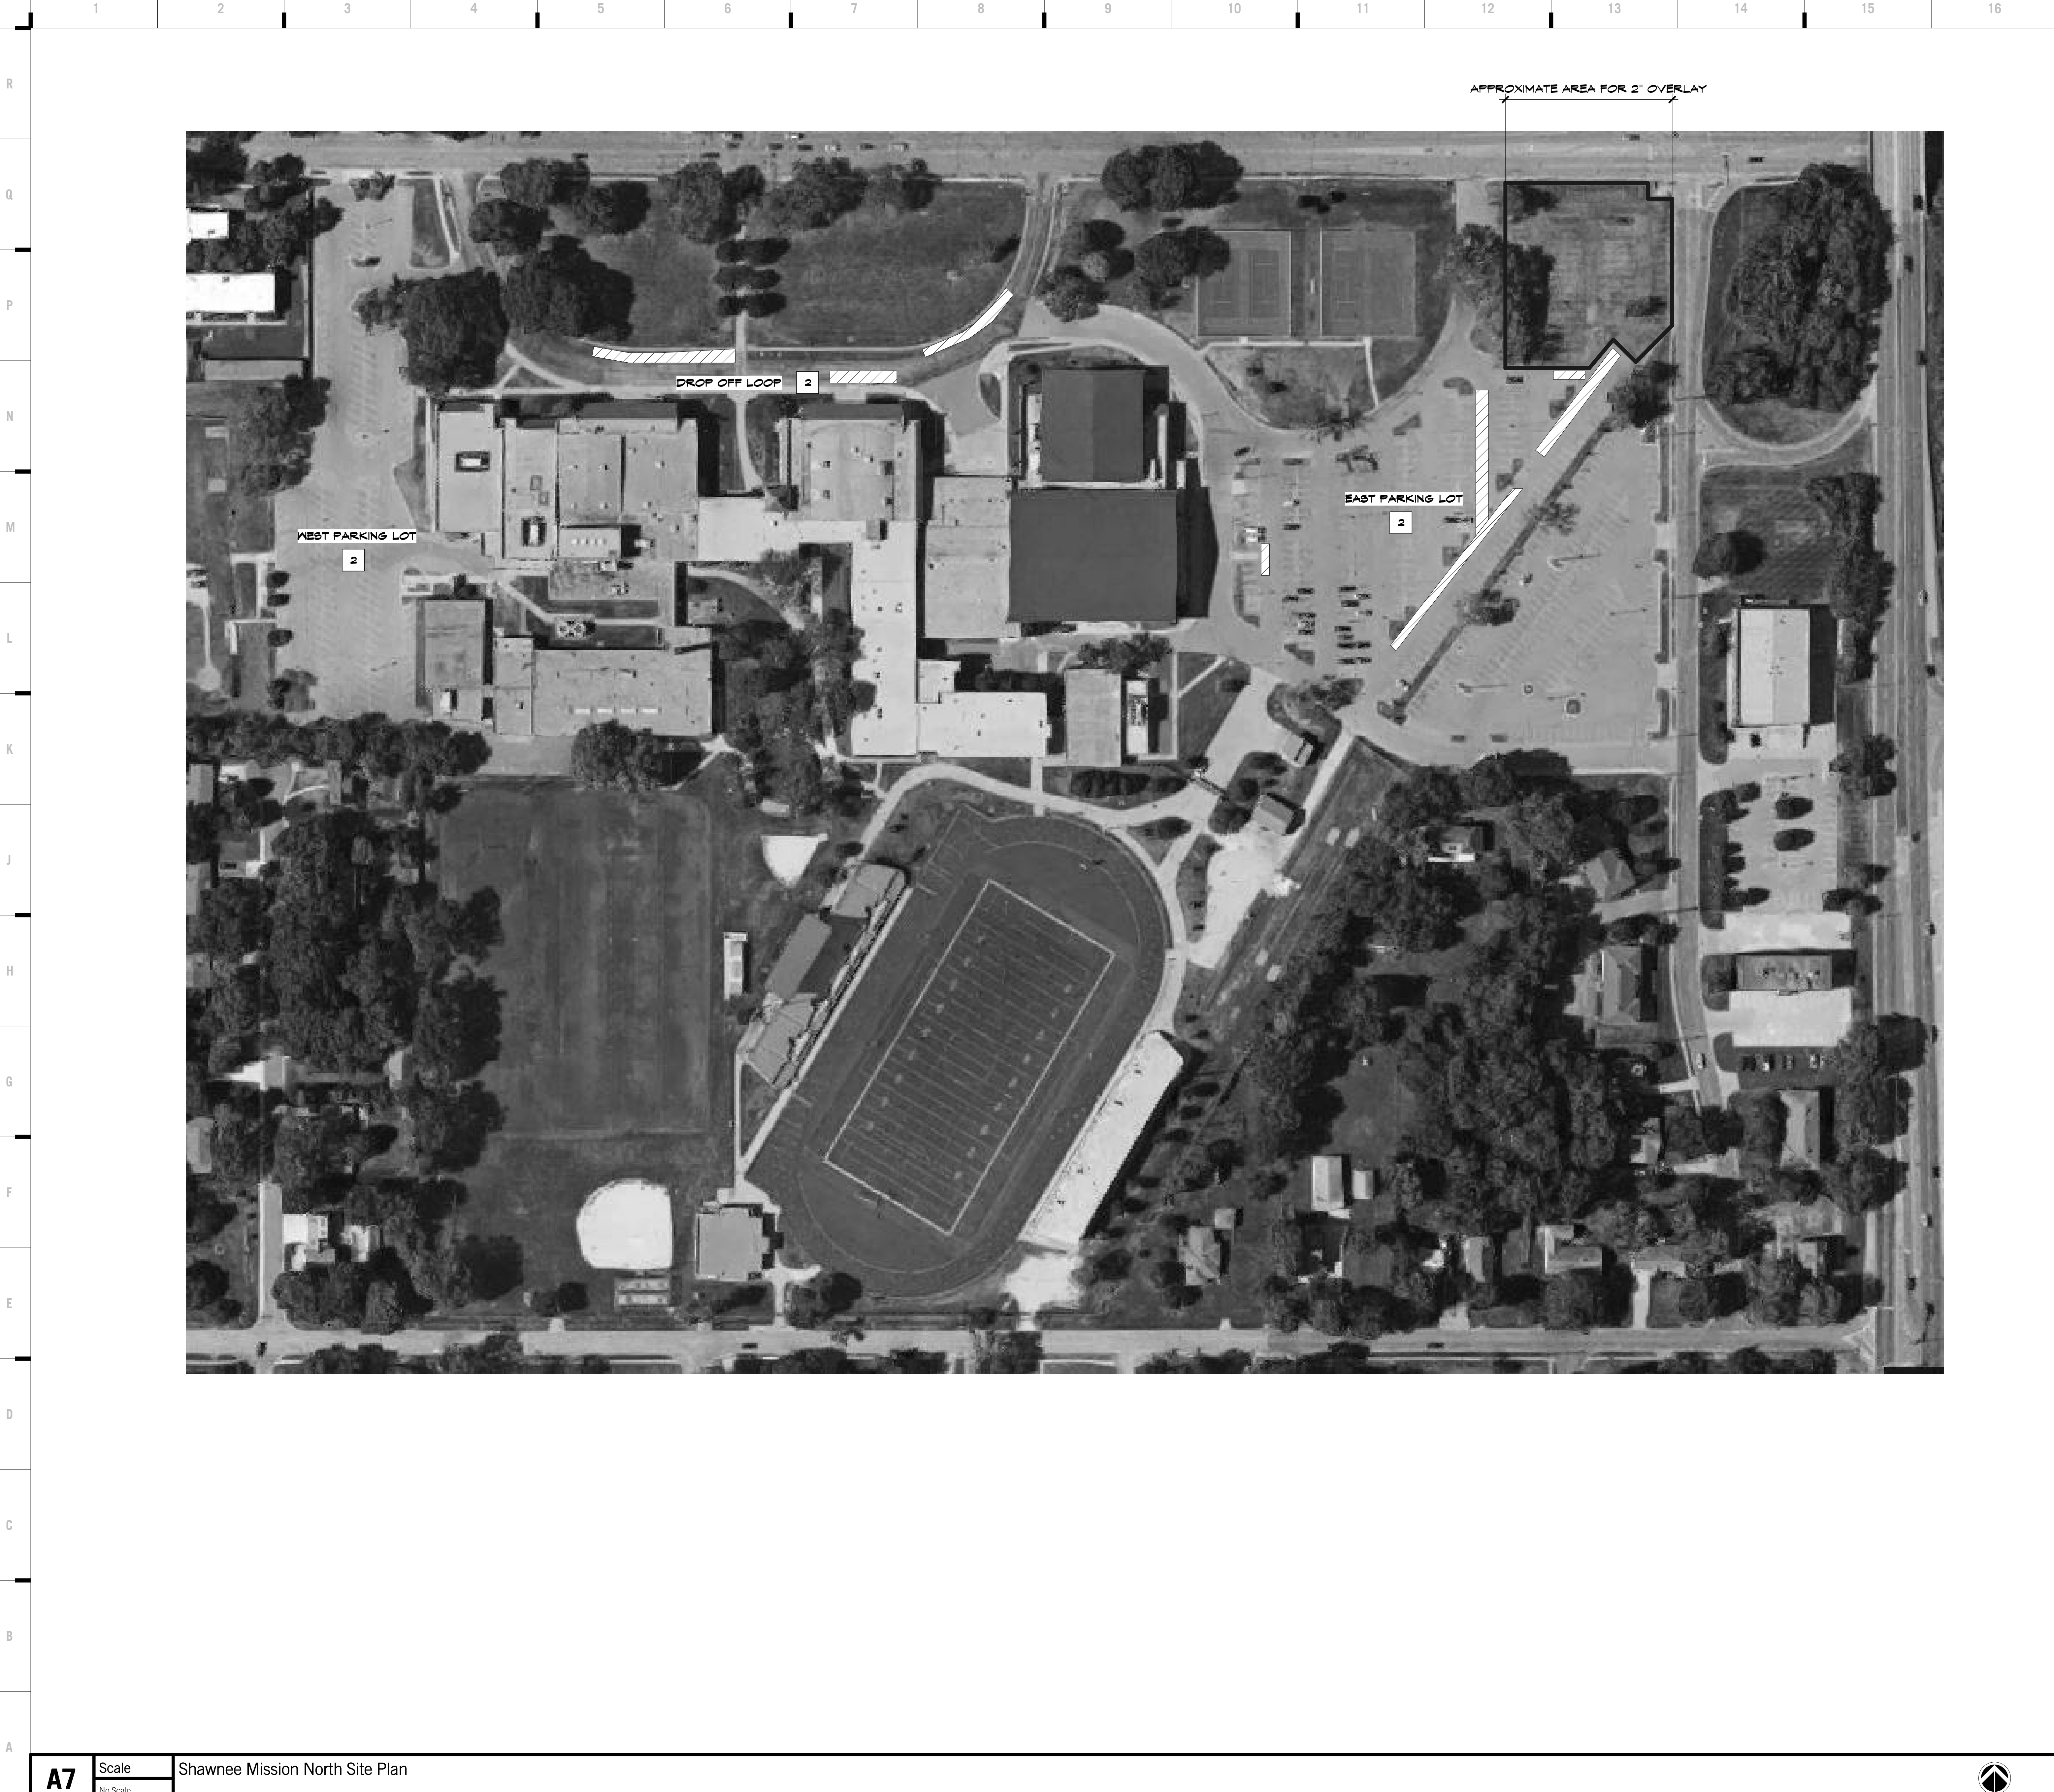 1 2 3 4 5 6 7 8 9 10 11 12 13 14 15 16
R
APPROXIMATE AREA FOR 2" OVERLAY
Q
P
DROP OFF LOOP 2
N
EAST PARKING LOT
2
M
WEST PARKING LOT
2
L
K
J
H
G
F
E
D
C
B
A
A7 Scale Shawnee Mission North Site Plan
No Scale